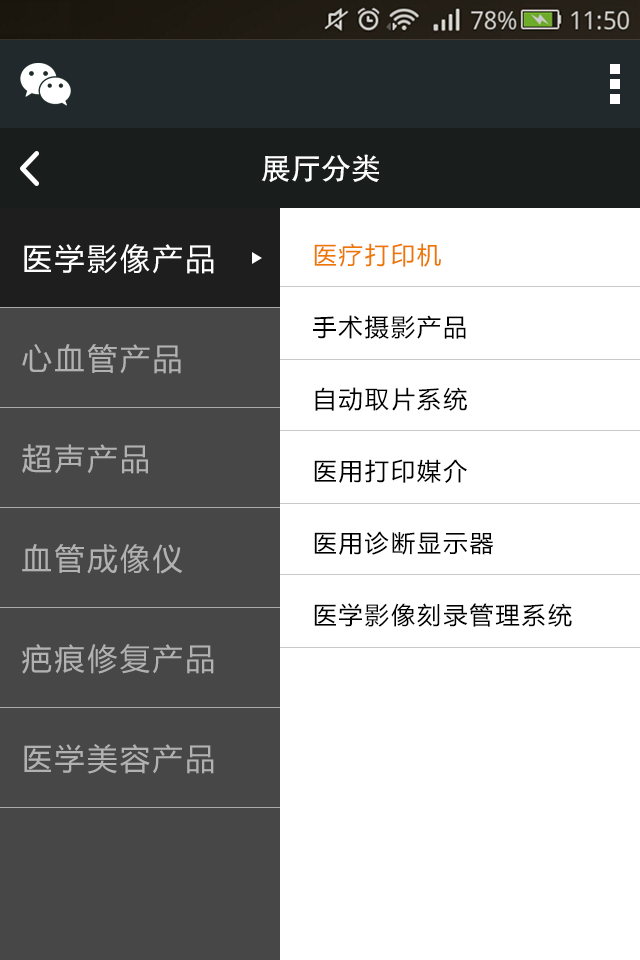 78% 11:50
展厅分类
医学影像产品
心血管产品
超声产品
血管成像仪
疤痕修复产品
医学美容产品
医疗打印机
手术摄影产品
自动取片系统
医用打印媒介
医用诊断显示器
医学影像刻录管理系统